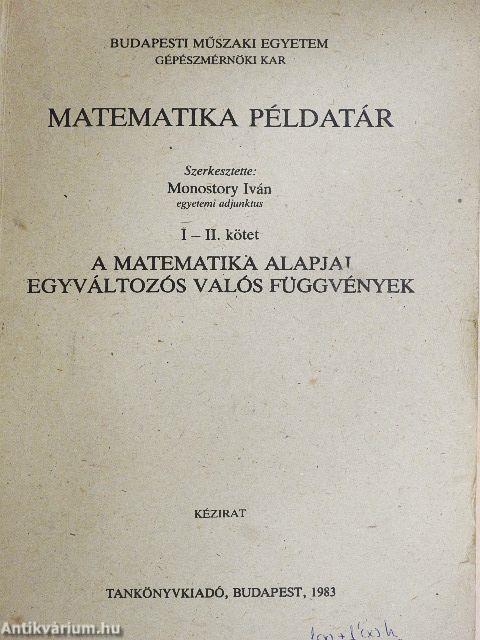 BUDAPESTI MŰSZAKI EGYETEM
GÉPÉSZMÉRNÖKI KAR
MATEMATIKA PÉLDATÁR
Szerkesztette:
Monostory Iván
egyetemi adjunktus
I – II. kötet
A MATEMATIKA ALAPJAI
EGYVÁLTOZÓS VALÓS FÜGGVÉNYEK
KÉZIRAT
TANKÖNYVKIADÓ, BUDAPEST, 1983
Antikvárium.hu